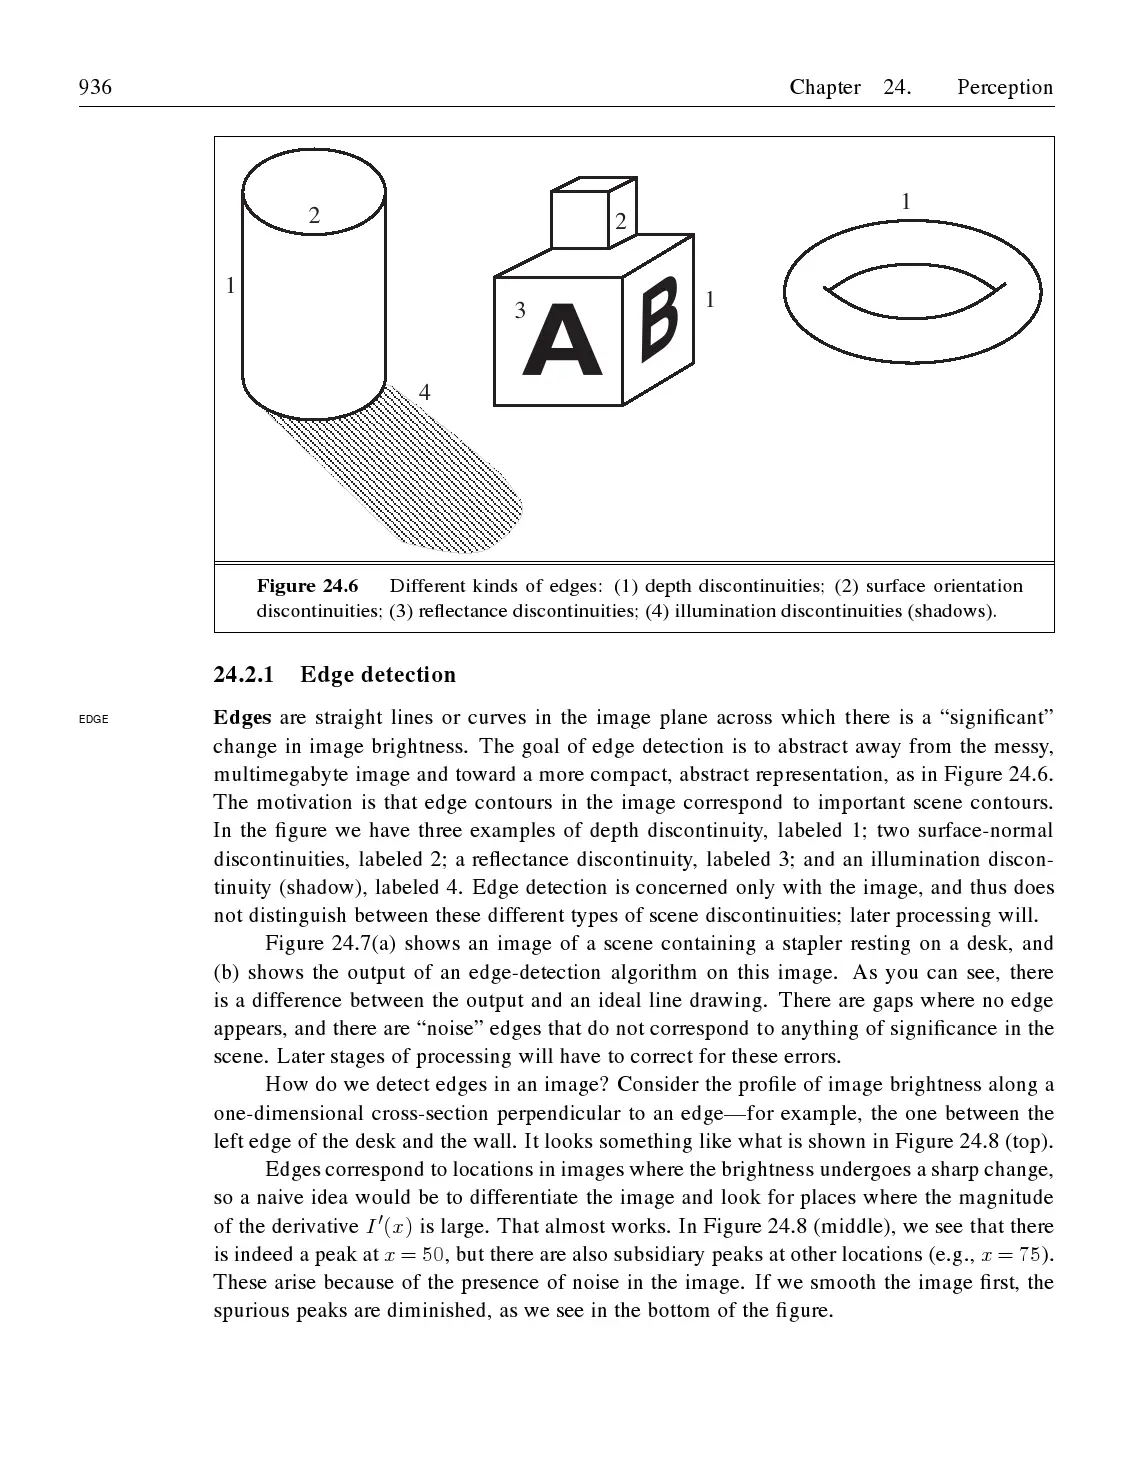 936 Chapter 24. Perception
2
1
4
2
3
A
B
1
1
Figure 24.6 Different kinds of edges: (1) depth discontinuities; (2) surface orientation
discontinuities; (3) reflectance discontinuities; (4) illumination discontinuities (shadows).
24.2.1 Edge detection
EDGE
Edges are straight lines or curves in the image plane across which there is a “significant”
change in image brightness. The goal of edge detection is to abstract away from the messy,
multimegabyte image and toward a more compact, abstract representation, as in Figure 24.6.
The motivation is that edge contours in the image correspond to important scene contours.
In the figure we have three examples of depth discontinuity, labeled 1; two surface-normal
discontinuities, labeled 2; a reflectance discontinuity, labeled 3; and an illumination discon-
tinuity (shadow), labeled 4. Edge detection is concerned only with the image, and thus does
not distinguish between these different types of scene discontinuities; later processing will.
Figure 24.7(a) shows an image of a scene containing a stapler resting on a desk, and
(b) shows the output of an edge-detection algorithm on this image. As you can see, there
is a difference between the output and an ideal line drawing. There are gaps where no edge
appears, and there are “noise” edges that do not correspond to anything of significance in the
scene. Later stages of processing will have to correct for these errors.
How do we detect edges in an image? Consider the profile of image brightness along a
one-dimensional cross-section perpendicular to an edge—for example, the one between the
left edge of the desk and the wall. It looks something like what is shown in Figure 24.8 (top).
Edges correspond to locations in images where the brightness undergoes a sharp change,
so a naive idea would be to differentiate the image and look for places where the magnitude
of the derivative I′(x) is large. That almost works. In Figure 24.8 (middle), we see that there
is indeed a peak at x = 50, but there are also subsidiary peaks at other locations (e.g., x = 75).
These arise because of the presence of noise in the image. If we smooth the image first, the
spurious peaks are diminished, as we see in the bottom of the figure.